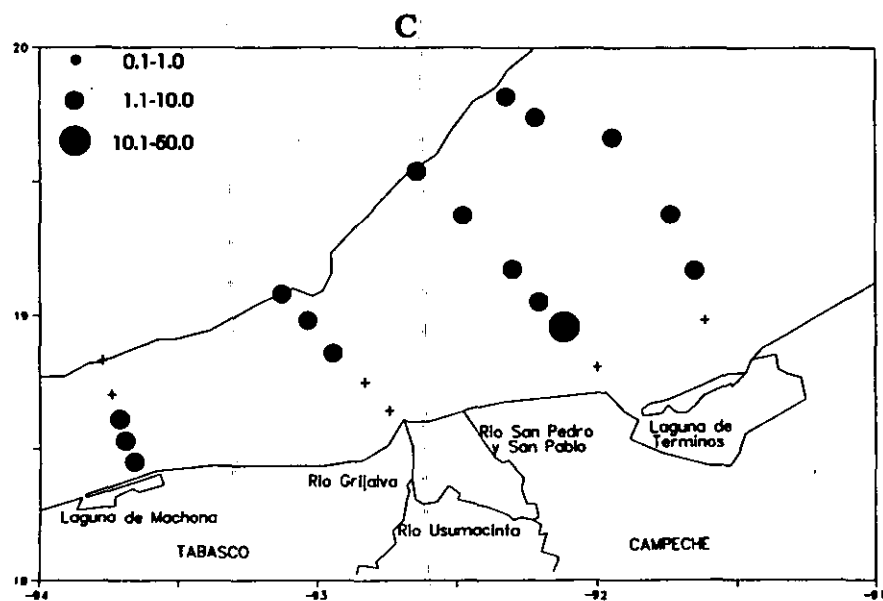 C
20
0.1-1.0
1.1-10.0
10.1-50.0
19
Rio San Pedro
y San Pablo
Laguna de
Terminos
Rio Grijalva
Laguna de Machona
Rio Usumacinta
TABASCO
CAMPECHE
18
-94
-93
-92
-91